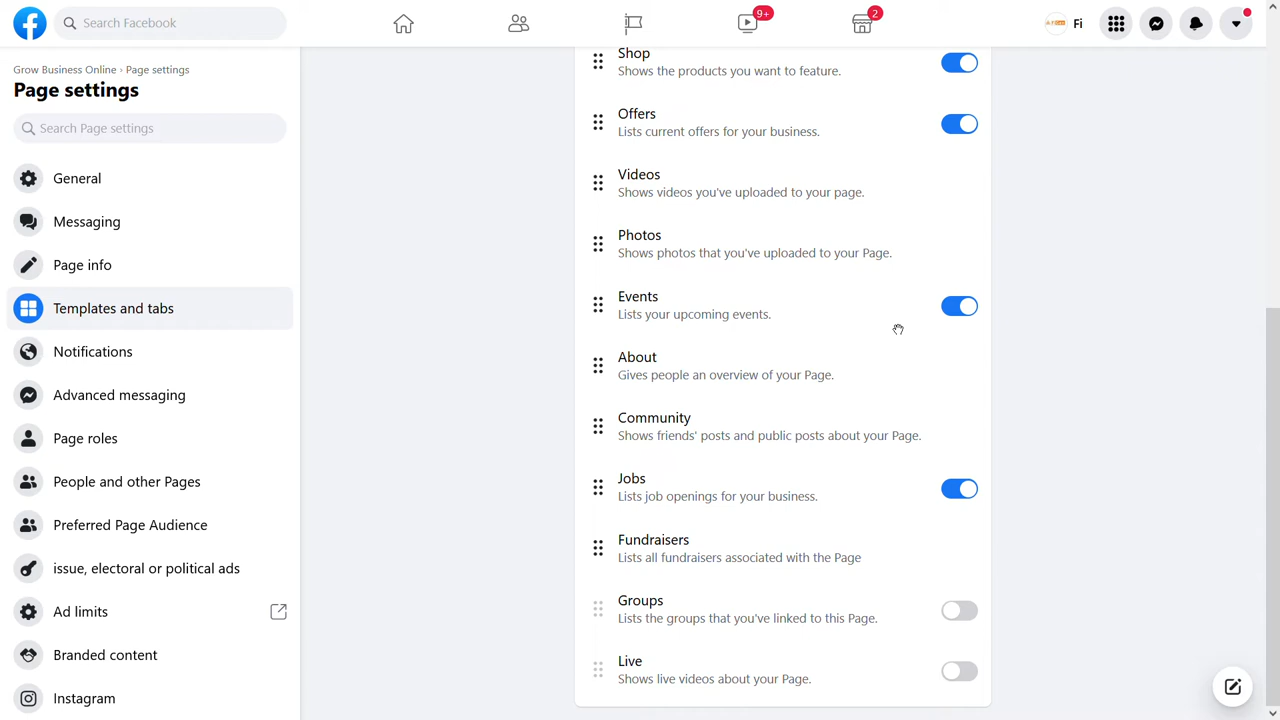 Search Facebook
9+
2
Fi
Grow Business Online › Page settings
Page settings
Search Page settings
General
Messaging
Page info
Templates and tabs
Notifications
Advanced messaging
Page roles
People and other Pages
Preferred Page Audience
issue, electoral or political ads
Ad limits
Branded content
Instagram
Shop
Shows the products you want to feature.
Offers
Lists current offers for your business.
Videos
Shows videos you've uploaded to your page.
Photos
Shows photos that you've uploaded to your Page.
Events
Lists your upcoming events.
About
Gives people an overview of your Page.
Community
Shows friends' posts and public posts about your Page.
Jobs
Lists job openings for your business.
Fundraisers
Lists all fundraisers associated with the Page
Groups
Lists the groups that you've linked to this Page.
Live
Shows live videos about your Page.